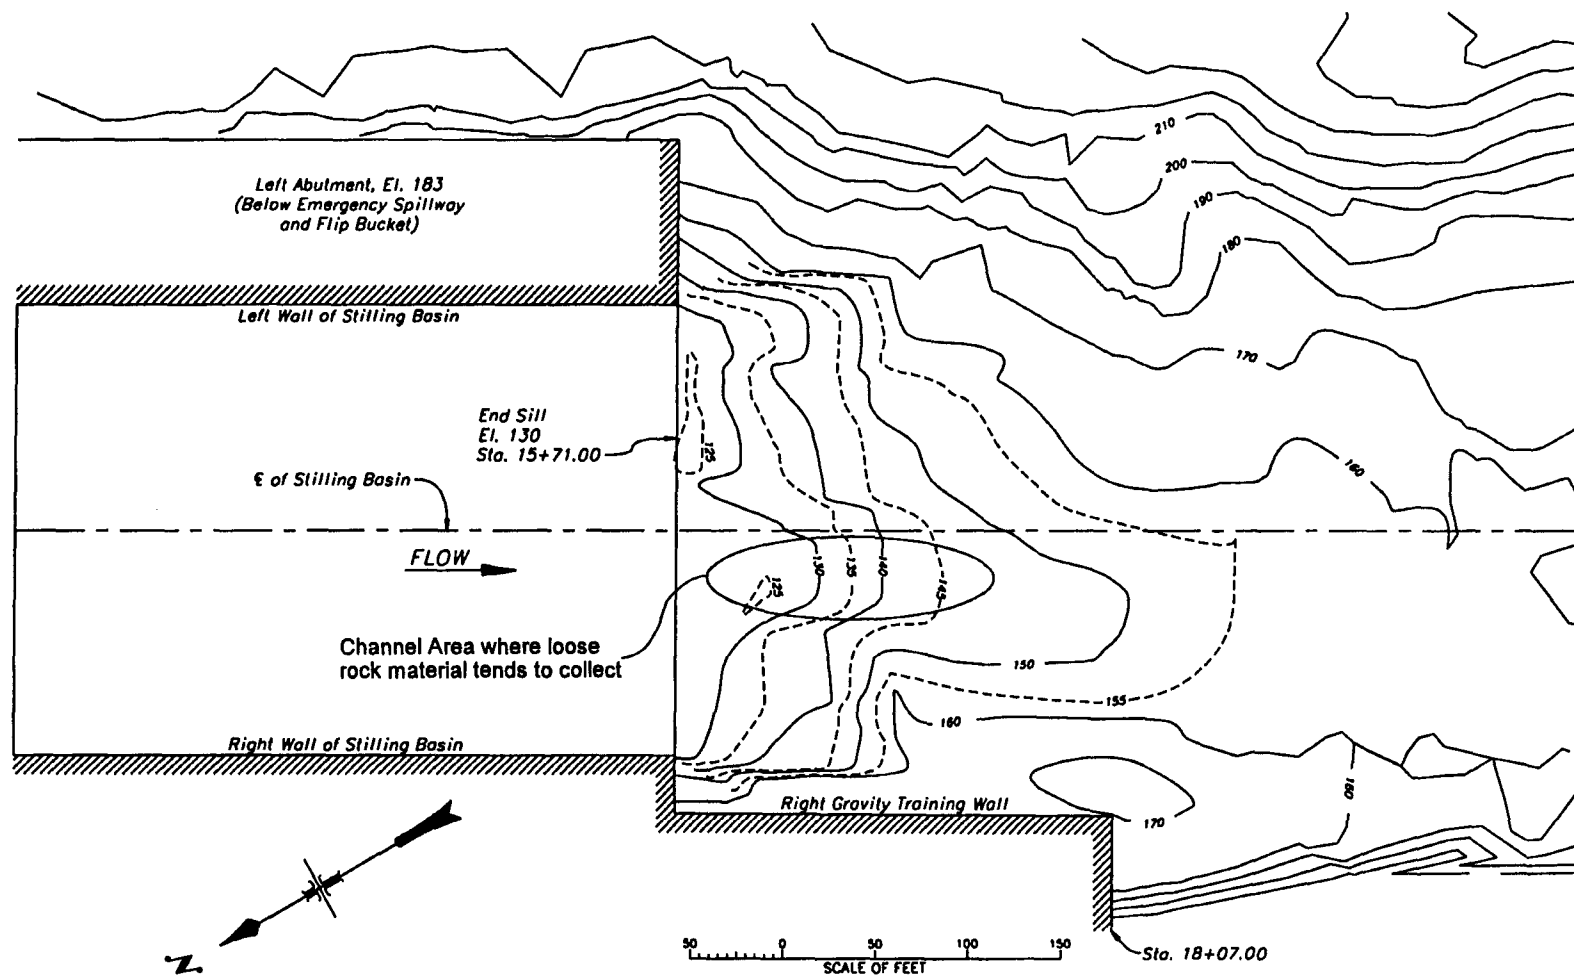 210
200
190
180
170
Left Abutment, El. 183
(Below Emergency Spillway
and Flip Bucket)
Left Wall of Stilling Basin
End Sill
El. 130
Sta. 15+71.00
125
160
℄ of Stilling Basin
FLOW
130
135
140
145
125
Channel Area where loose
rock material tends to collect
150
155
160
Right Wall of Stilling Basin
180
Right Gravity Training Wall
170
N
50 0 50 100 150
SCALE OF FEET
Sta. 18+07.00